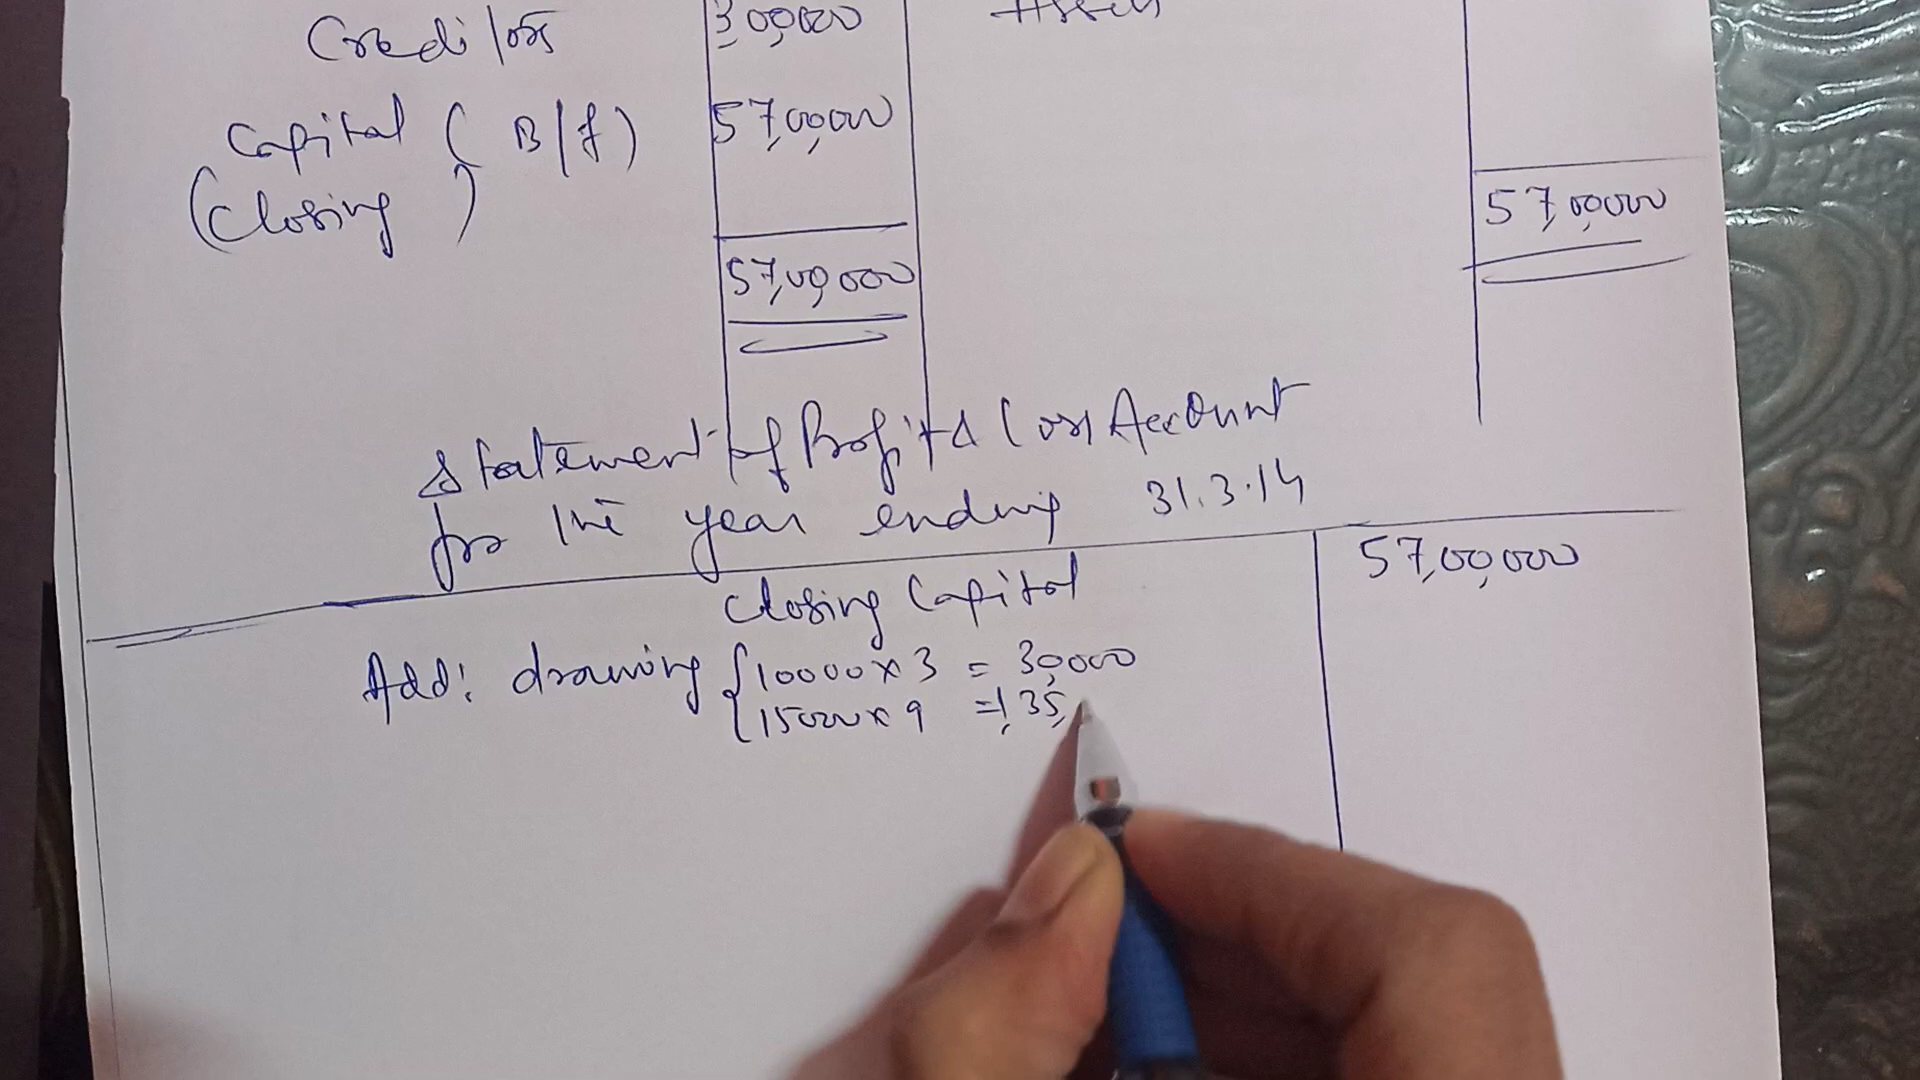 Creditors 3,00,000 Assets
Capital (B/f) 57,00,000
(Closing)
57,00,000
57,00,000
Statement of Profit & Loss Account
for the year ending 31.3.14
Closing Capital 57,00,000
Add: drawing { 10000 x 3 = 30,000
15000 x 9 = 1,35,